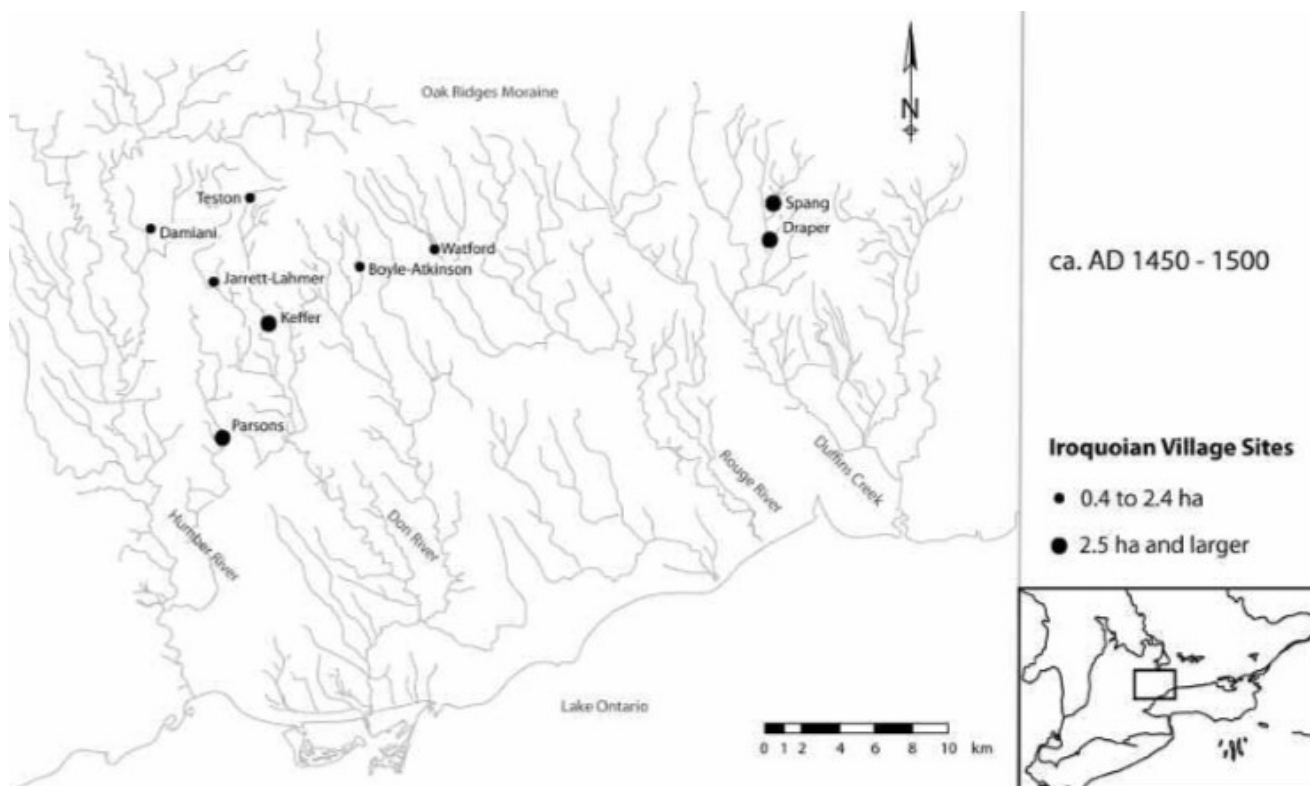 Oak Ridges Moraine
N
Teston
Spang
Damiani
Draper
Watford
Boyle-Atkinson
Jarrett-Lahmer
Keffer
Parsons
Humber River
Don River
Rouge River
Duffins Creek
Lake Ontario
0 1 2 4 6 8 10 km
ca. AD 1450 - 1500
Iroquoian Village Sites
0.4 to 2.4 ha
2.5 ha and larger